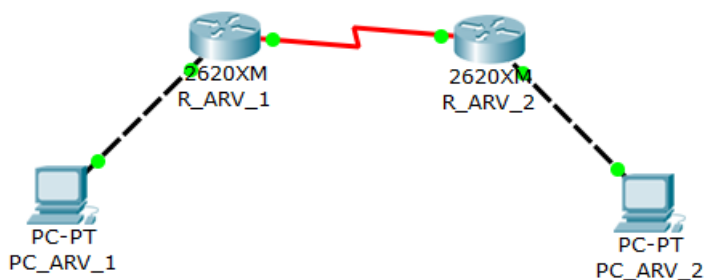 2620XM
R_ARV_1
2620XM
R_ARV_2
PC-PT
PC_ARV_1
PC-PT
PC_ARV_2